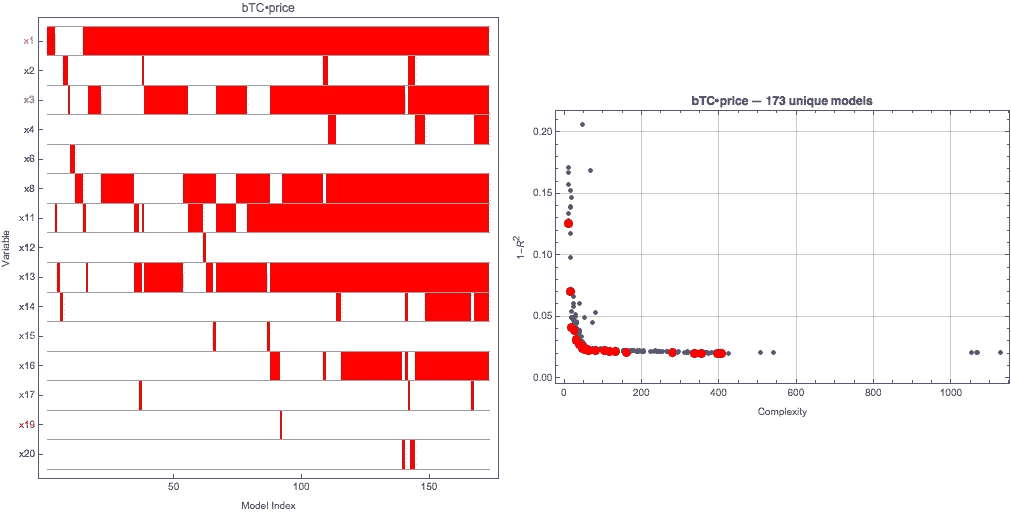 bTC•price
x1
x2
x3
x4
x6
x8
x11
x12
x13
x14
x15
x16
x17
x19
x20
Variable
50
100
150
Model Index
bTC•price — 173 unique models
0.20
0.15
0.10
0.05
0.00
1-R²
0
200
400
600
800
1000
Complexity